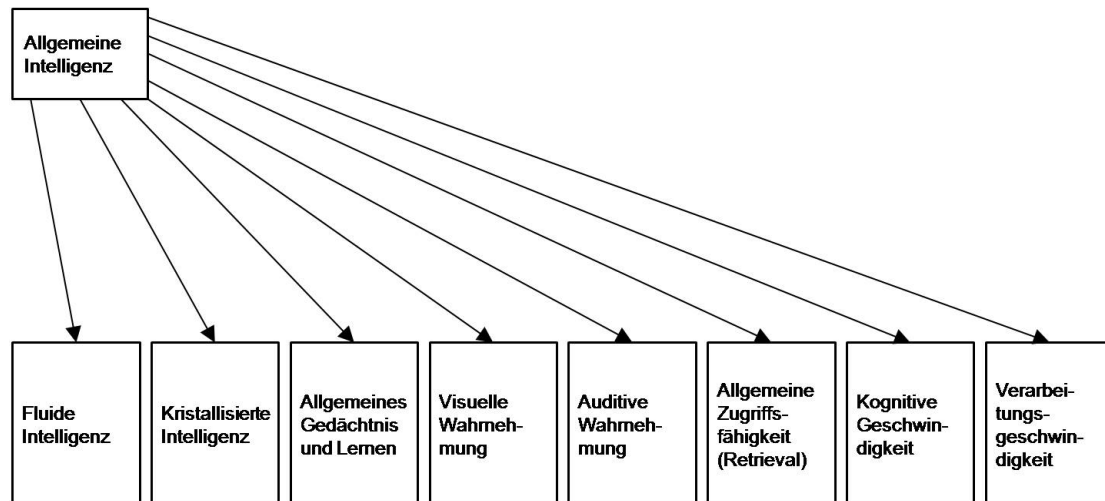 Allgemeine
Intelligenz
Fluide
Intelligenz
Kristallisierte
Intelligenz
Allgemeines
Gedächtnis
und Lernen
Visuelle
Wahrneh-
mung
Auditive
Wahrneh-
mung
Allgemeine
Zugriffs-
fähigkeit
(Retrieval)
Kognitive
Geschwin-
digkeit
Verarbei-
tungs-
geschwin-
digkeit